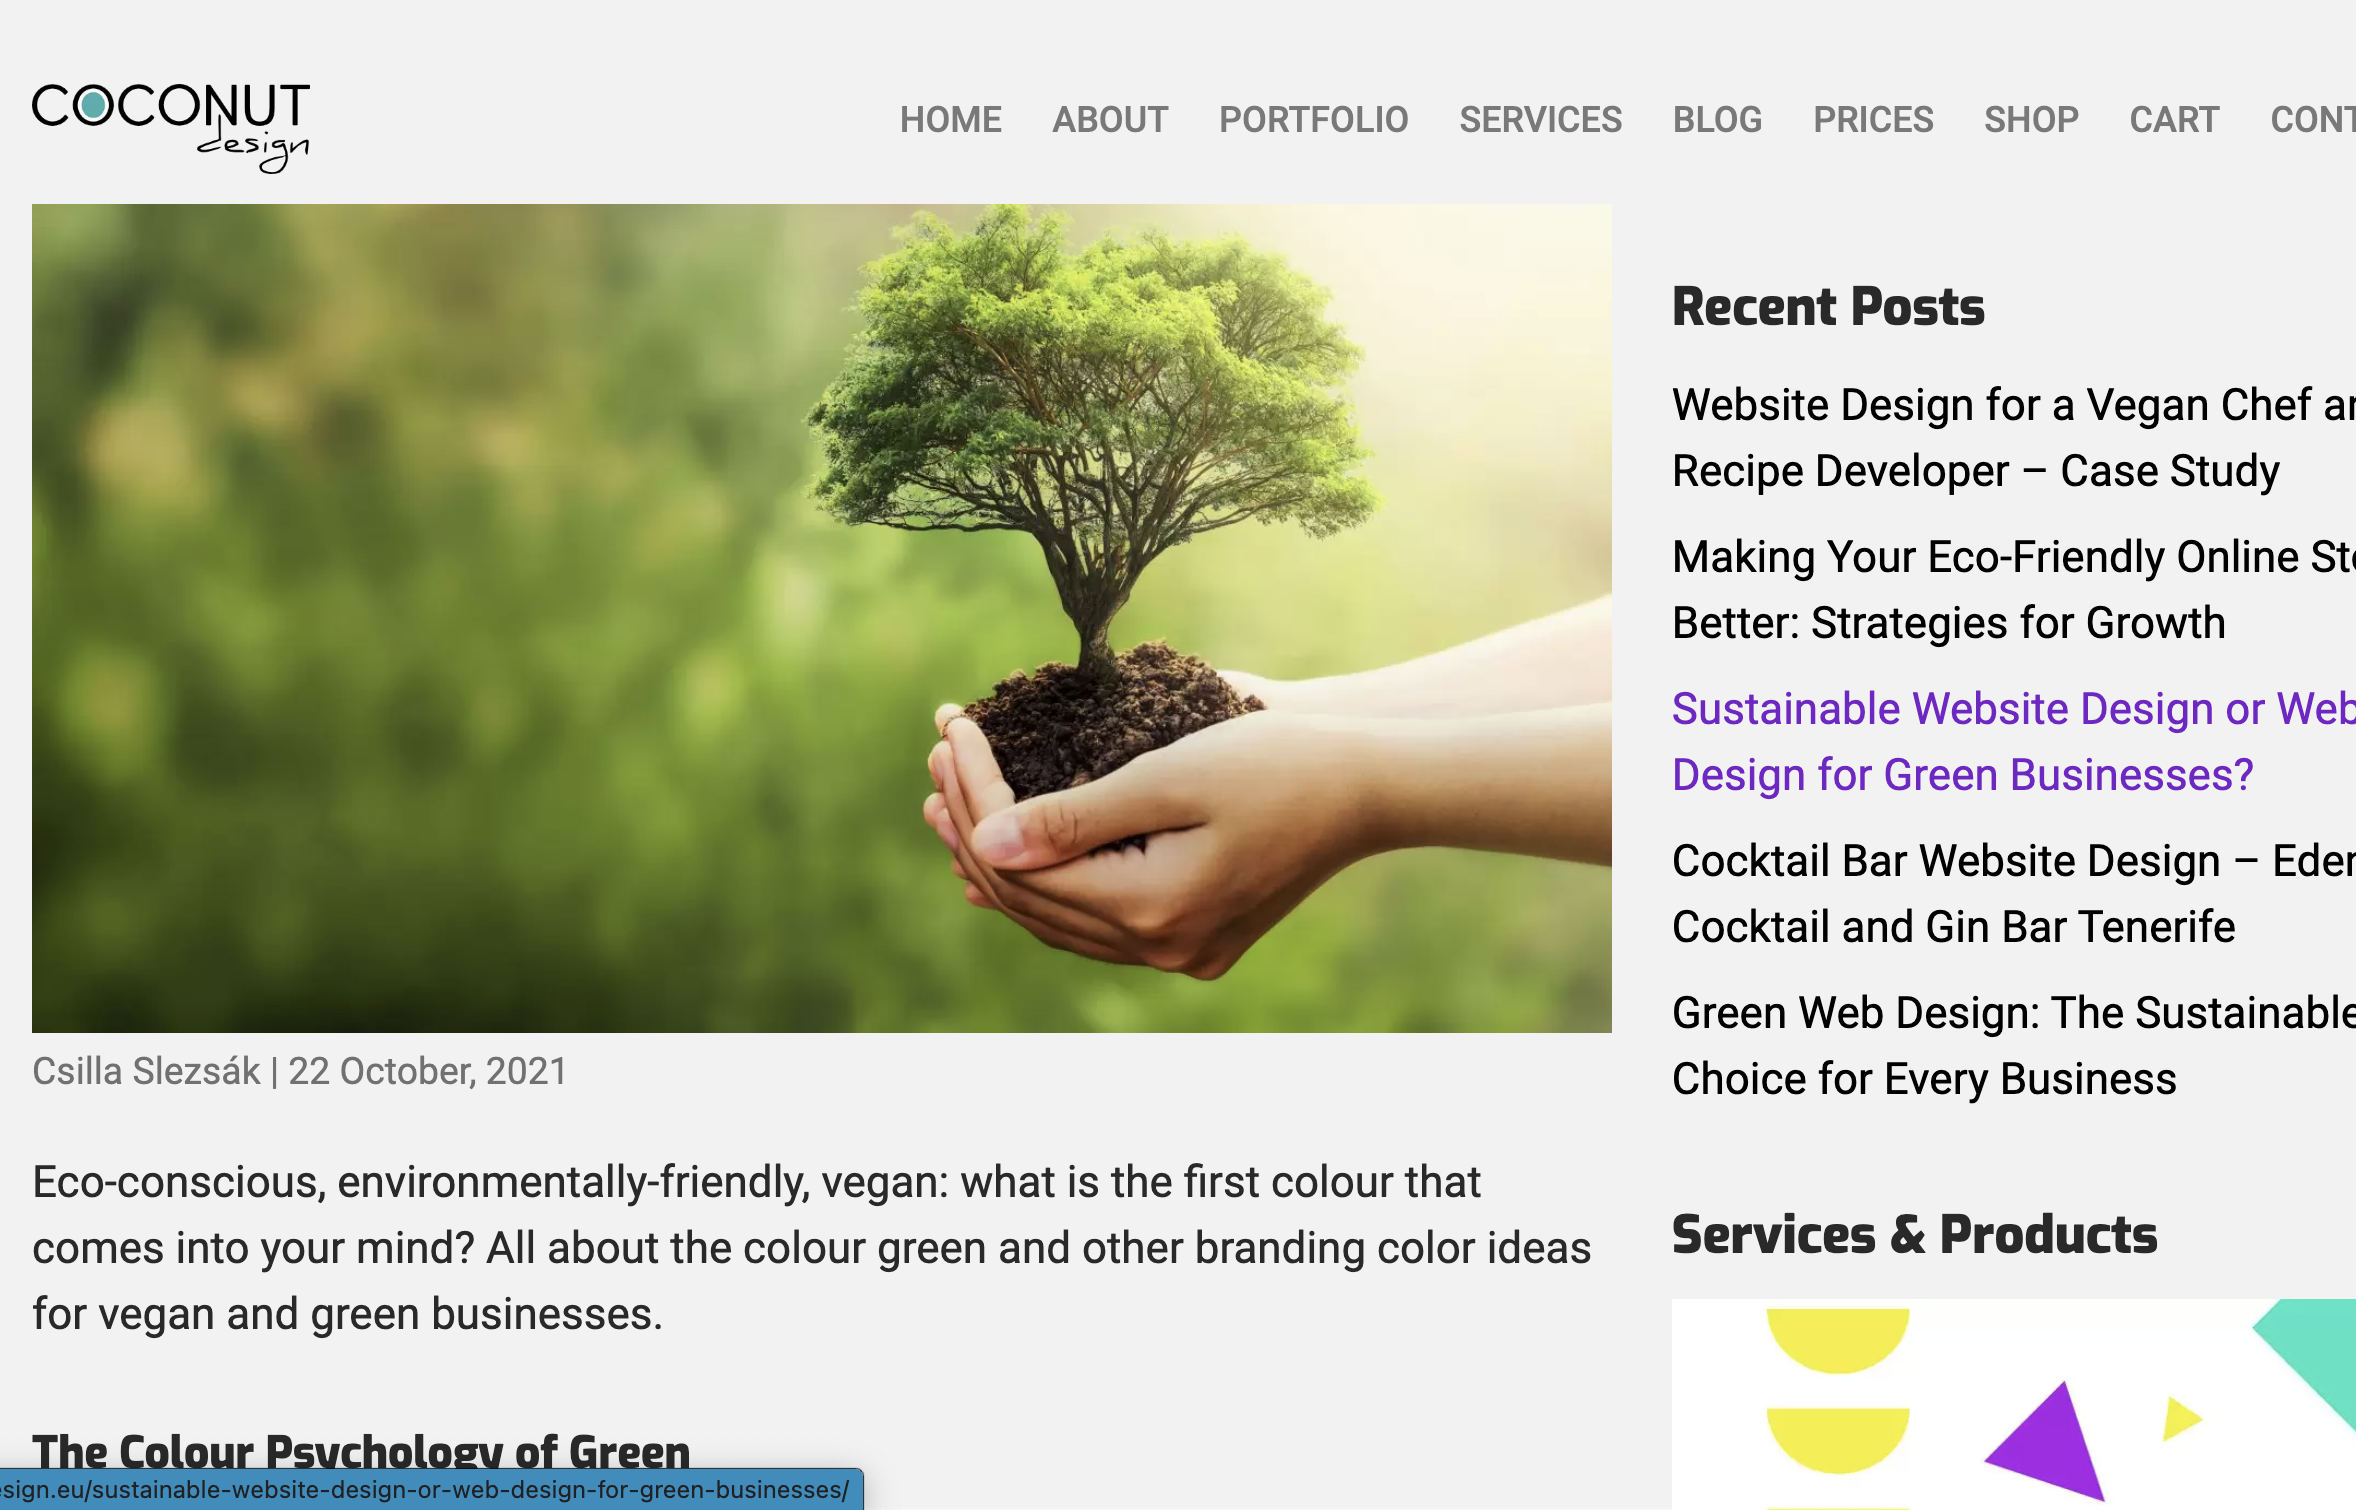 COCONUT
design
HOME ABOUT PORTFOLIO SERVICES BLOG PRICES SHOP CART CONT
Csilla Slezsák | 22 October, 2021
Eco-conscious, environmentally-friendly, vegan: what is the first colour that
comes into your mind? All about the colour green and other branding color ideas
for vegan and green businesses.
The Colour Psychology of Green
Recent Posts
Website Design for a Vegan Chef an
Recipe Developer – Case Study
Making Your Eco-Friendly Online Sto
Better: Strategies for Growth
Sustainable Website Design or Web
Design for Green Businesses?
Cocktail Bar Website Design – Eden
Cocktail and Gin Bar Tenerife
Green Web Design: The Sustainable
Choice for Every Business
Services & Products
esign.eu/sustainable-website-design-or-web-design-for-green-businesses/